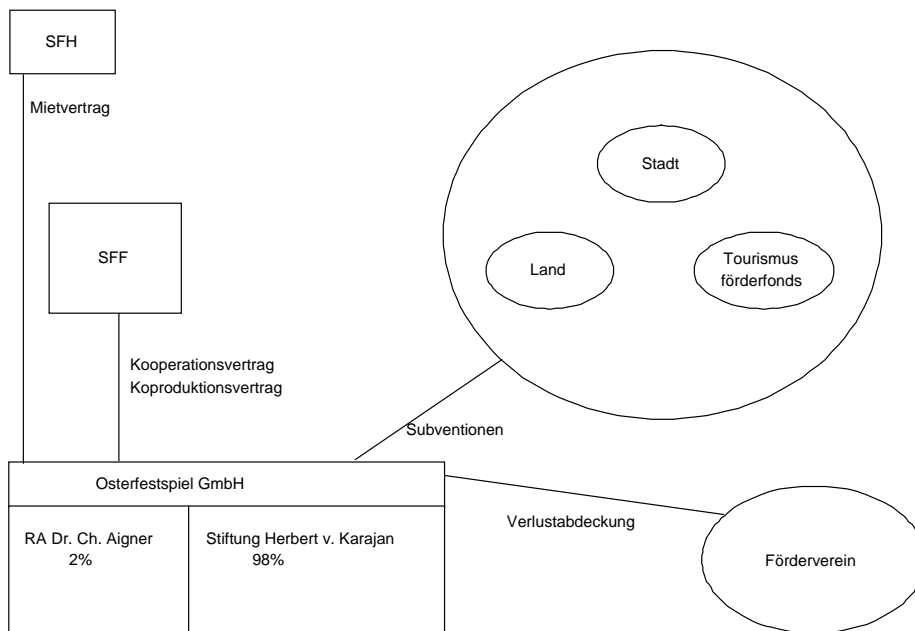 SFH
Mietvertrag
Stadt
SFF
Land
Tourismus
förderfonds
Kooperationsvertrag
Koproduktionsvertrag
Subventionen
Osterfestspiel GmbH
Verlustabdeckung
RA Dr. Ch. Aigner
2%
Stiftung Herbert v. Karajan
98%
Förderverein